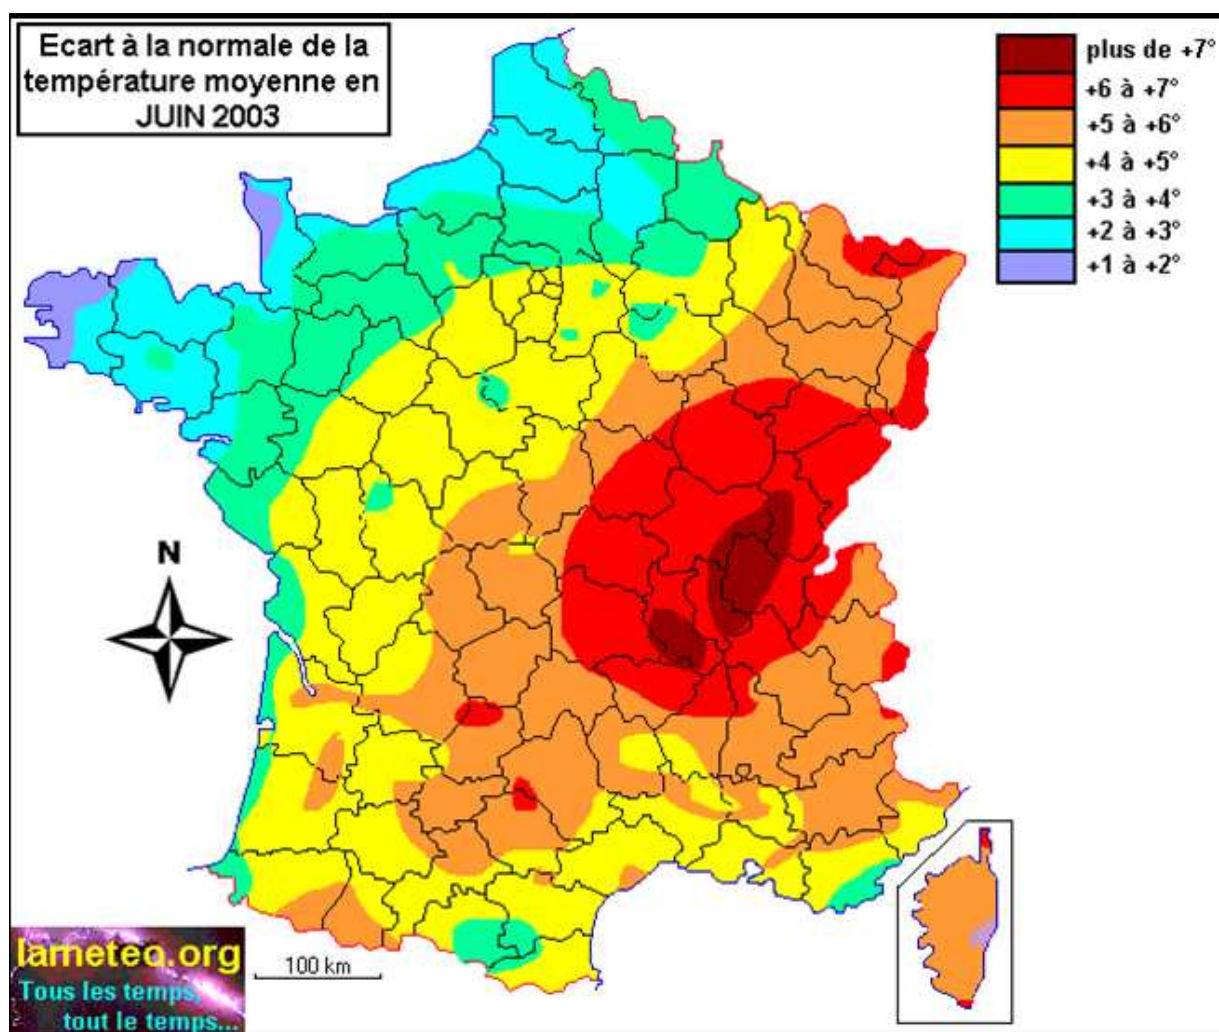 Ecart à la normale de la
température moyenne en
JUIN 2003
plus de +7°
+6 à +7°
+5 à +6°
+4 à +5°
+3 à +4°
+2 à +3°
+1 à +2°
N
100 km
lameteo.org
Tous les temps,
tout le temps...